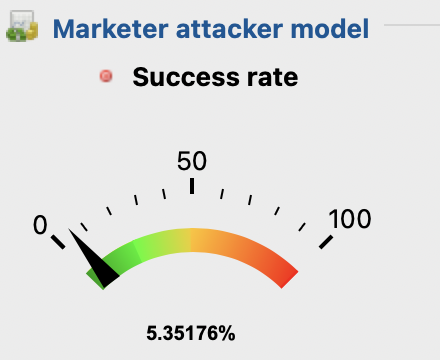 Marketer attacker model
Success rate
50
0
100
5.35176%